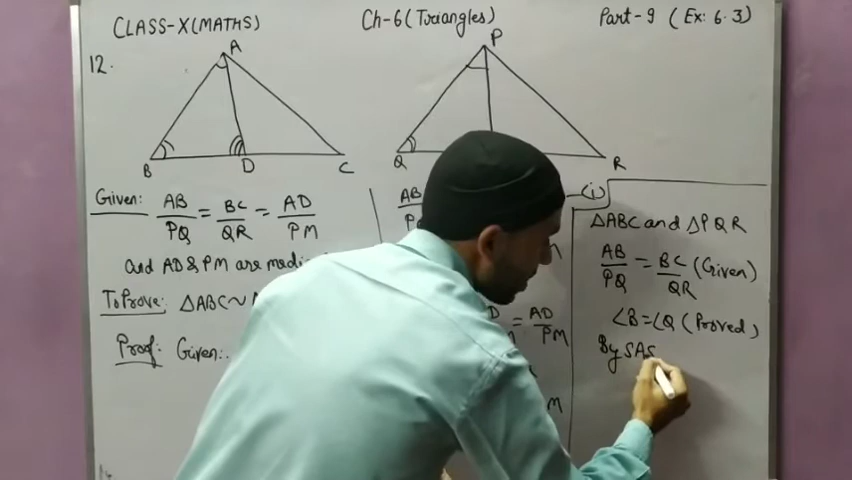 CLASS-X(MATHS) Ch-6(Triangles) Part-9 (Ex: 6.3)
12.
A
B D C
P
Q R
Given: AB/PQ = BC/QR = AD/PM
and AD & PM are
To Prove: ΔABC ~
Proof: Given:.
AB
(i)
= AD/PM
M
ΔABC and ΔPQR
AB/PQ = BC/QR (Given)
∠B = ∠Q (Proved)
By SAS